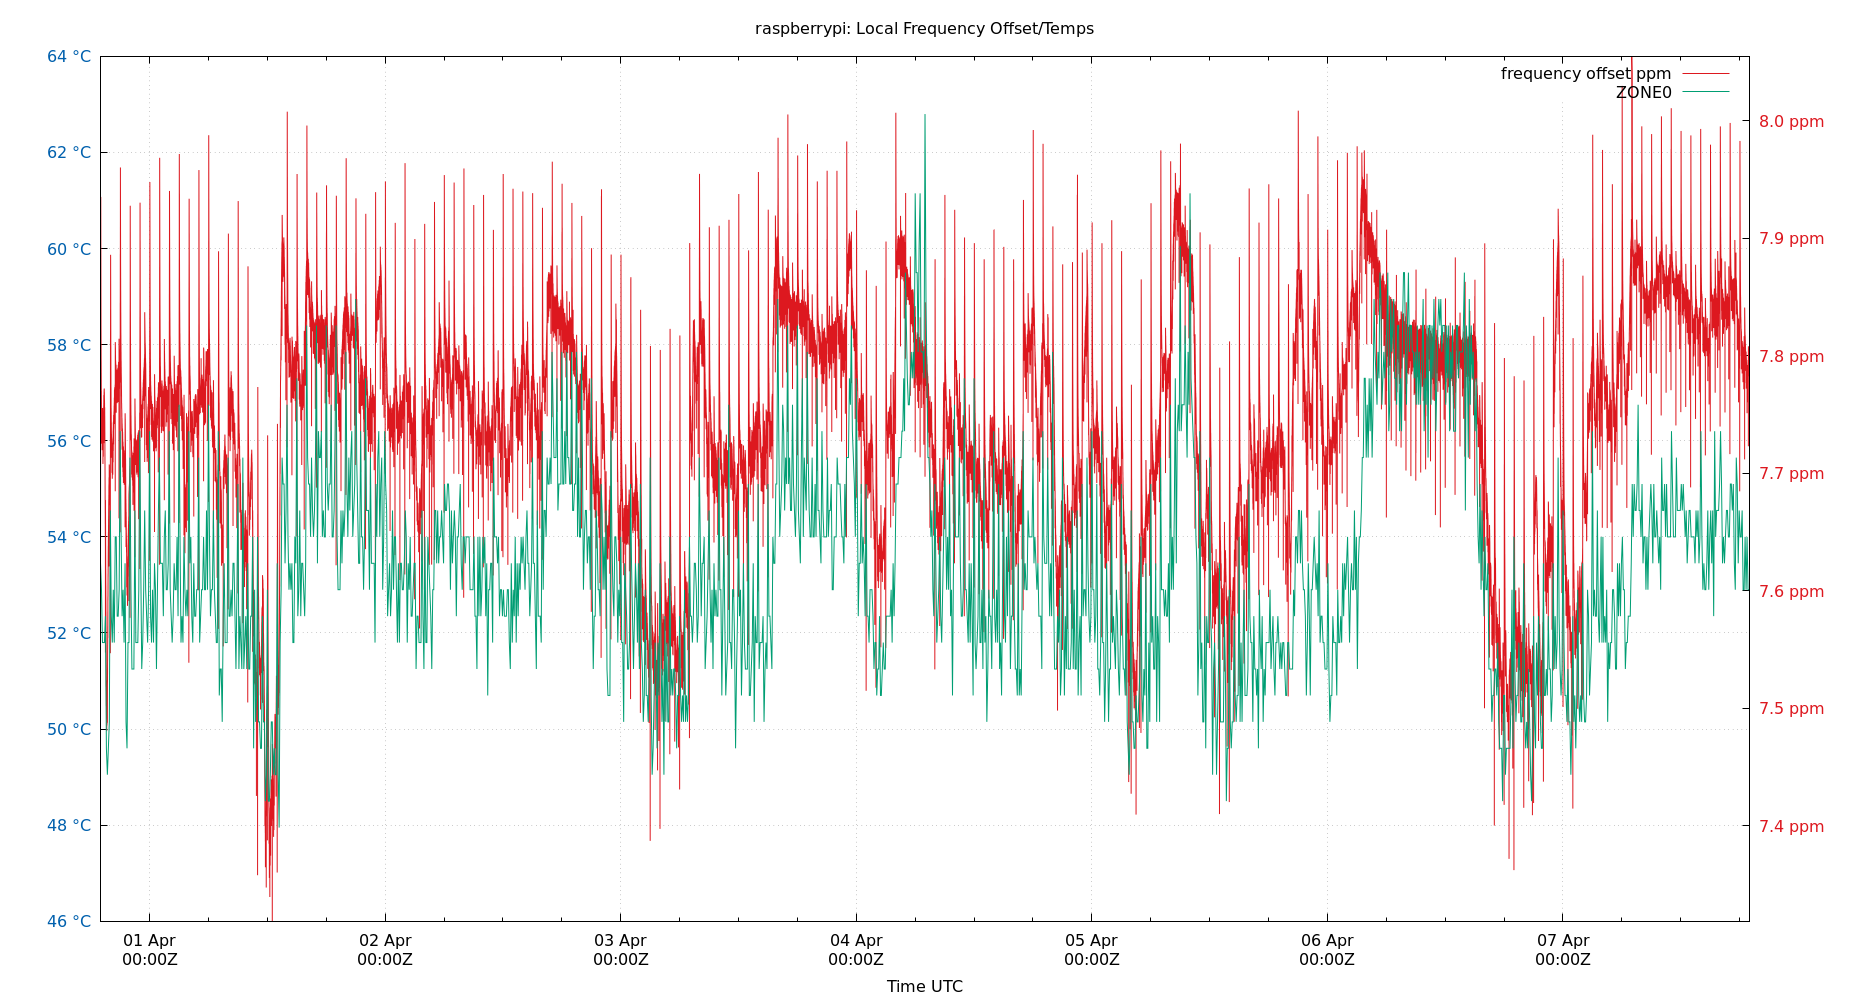 raspberrypi: Local Frequency Offset/Temps
64 °C
62 °C
60 °C
58 °C
56 °C
54 °C
52 °C
50 °C
48 °C
46 °C
frequency offset ppm
ZONE0
8.0 ppm
7.9 ppm
7.8 ppm
7.7 ppm
7.6 ppm
7.5 ppm
7.4 ppm
01 Apr 02 Apr 03 Apr 04 Apr 05 Apr 06 Apr 07 Apr
00:00Z 00:00Z 00:00Z 00:00Z 00:00Z 00:00Z 00:00Z
Time UTC